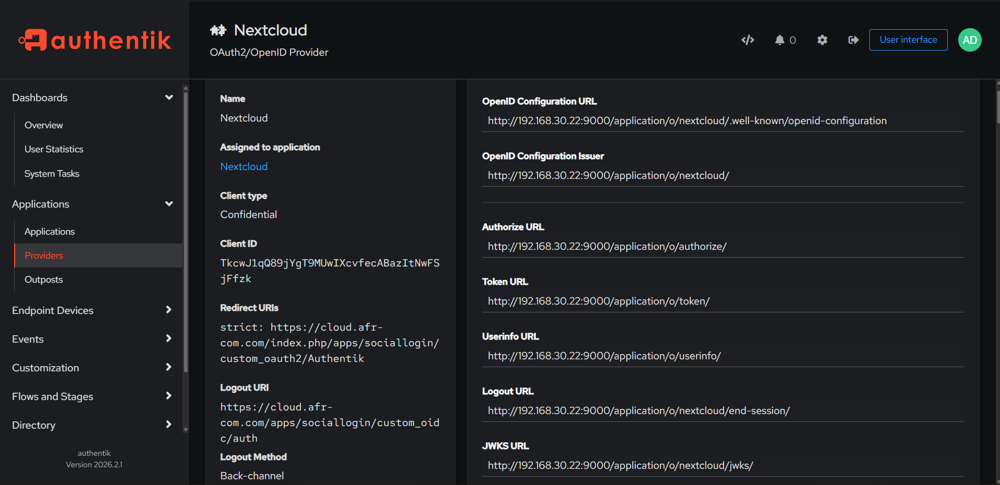 authentik
Nextcloud
OAuth2/OpenID Provider
0
User interface
AD
Dashboards
Overview
User Statistics
System Tasks
Applications
Applications
Providers
Outposts
Endpoint Devices
Events
Customization
Flows and Stages
Directory
authentik
Version 2026.2.1
Name
Nextcloud
Assigned to application
Nextcloud
Client type
Confidential
Client ID
TkcwJ1qQ89jYgT9MUwIXcvfecABazItNwFS
jFfzk
Redirect URIs
strict: https://cloud.afr-
com.com/index.php/apps/sociallogin/
custom_oauth2/Authentik
Logout URI
https://cloud.afr-
com.com/apps/sociallogin/custom_oid
c/auth
Logout Method
Back-channel
OpenID Configuration URL
http://192.168.30.22:9000/application/o/nextcloud/.well-known/openid-configuration
OpenID Configuration Issuer
http://192.168.30.22:9000/application/o/nextcloud/
Authorize URL
http://192.168.30.22:9000/application/o/authorize/
Token URL
http://192.168.30.22:9000/application/o/token/
Userinfo URL
http://192.168.30.22:9000/application/o/userinfo/
Logout URL
http://192.168.30.22:9000/application/o/nextcloud/end-session/
JWKS URL
http://192.168.30.22:9000/application/o/nextcloud/jwks/